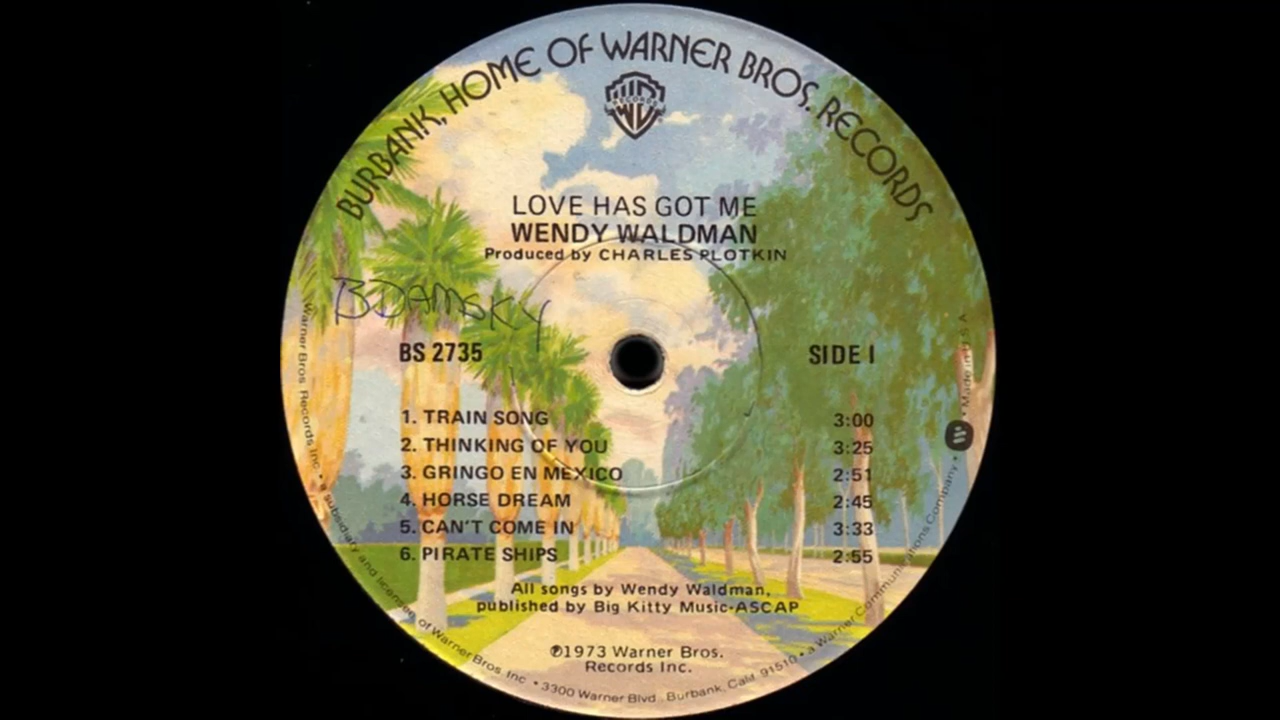 BURBANK, HOME OF WARNER BROS. RECORDS
RECORDS
LOVE HAS GOT ME
WENDY WALDMAN
Produced by CHARLES PLOTKIN
BDAMSKY
BS 2735
SIDE I
1. TRAIN SONG 3:00
2. THINKING OF YOU 3:25
3. GRINGO EN MEXICO 2:51
4. HORSE DREAM 2:45
5. CAN'T COME IN 3:33
6. PIRATE SHIPS 2:55
All songs by Wendy Waldman,
published by Big Kitty Music-ASCAP
℗1973 Warner Bros.
Records Inc.
Warner Bros. Records Inc. • a subsidiary and licensee of Warner Bros. Inc. • 3300 Warner Blvd., Burbank, Calif. 91510 • a Warner Communications Company • Made in U.S.A.